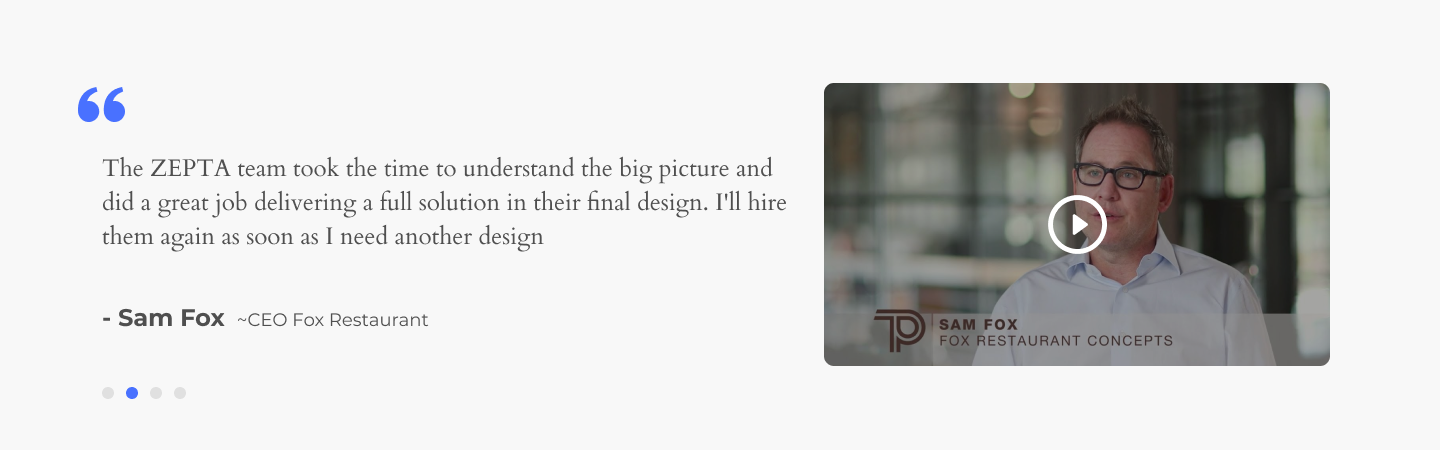 “
The ZEPTA team took the time to understand the big picture and
did a great job delivering a full solution in their final design. I'll hire
them again as soon as I need another design
- Sam Fox ~CEO Fox Restaurant
TP
SAM FOX
FOX RESTAURANT CONCEPTS